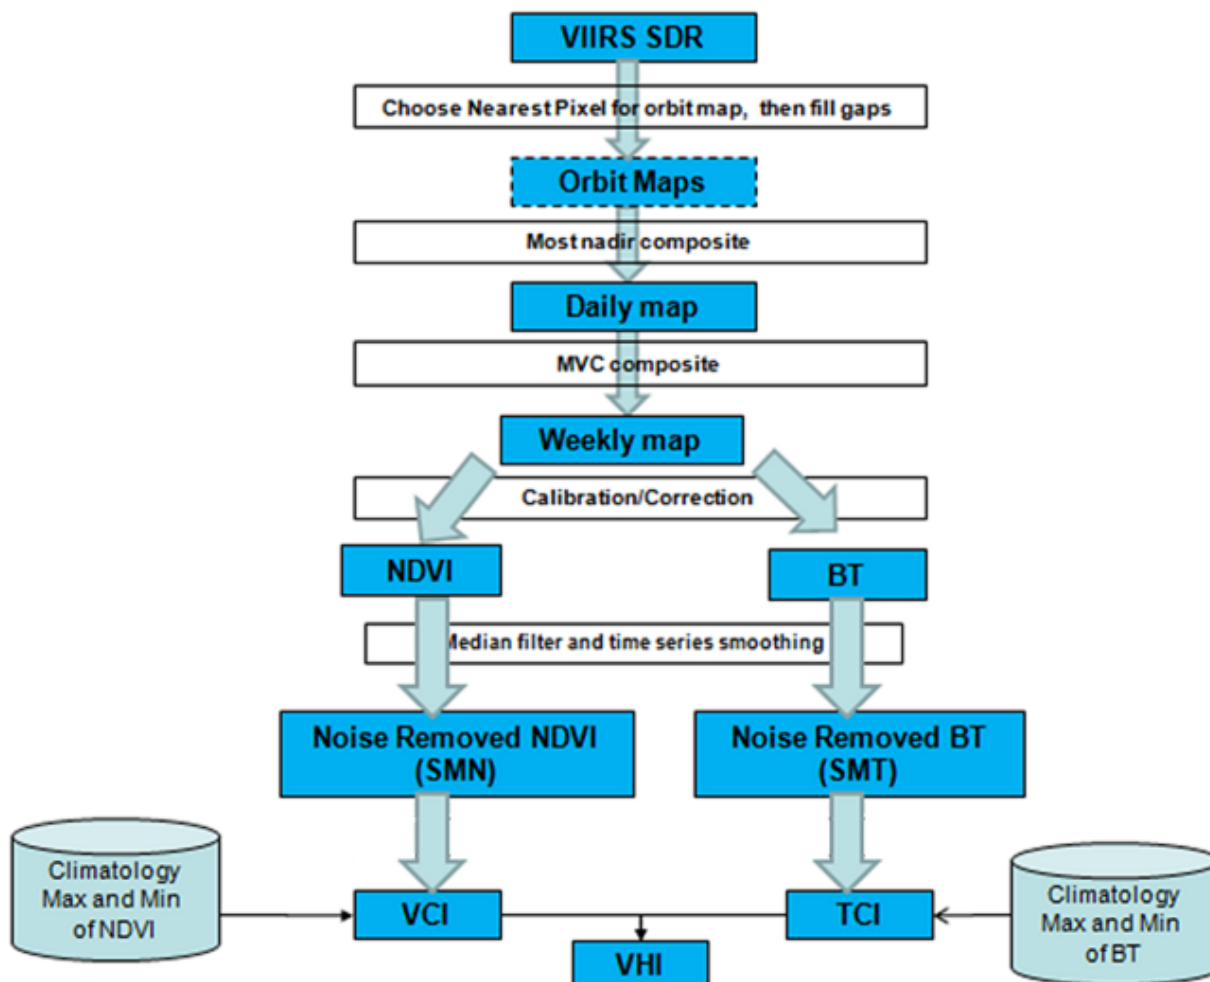 VIIRS SDR
Choose Nearest Pixel for orbit map, then fill gaps
Orbit Maps
Most nadir composite
Daily map
MVC composite
Weekly map
Calibration/Correction
NDVI
BT
Median filter and time series smoothing
Noise Removed NDVI
(SMN)
Noise Removed BT
(SMT)
Climatology
Max and Min
of NDVI
VCI
TCI
Climatology
Max and Min
of BT
VHI